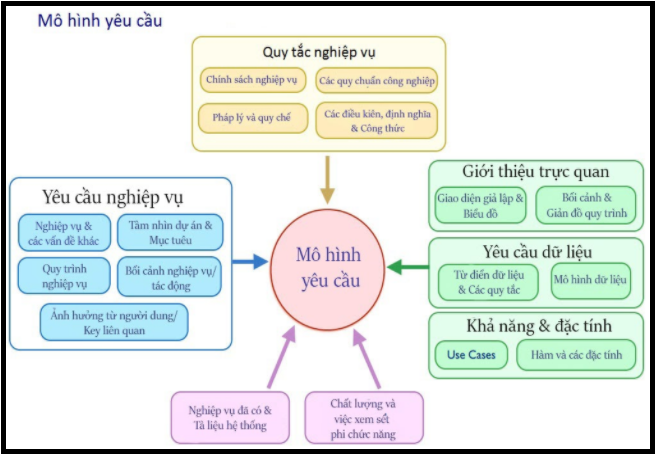 Mô hình yêu cầu
Quy tắc nghiệp vụ
Chính sách nghiệp vụ
Các quy chuẩn công nghiệp
Pháp lý và quy chế
Các điều kiên, định nghĩa
& Công thức
Yêu cầu nghiệp vụ
Nghiệp vụ &
các vấn đề khác
Tầm nhìn dự án &
Mục tuêu
Quy trình
nghiệp vụ
Bối cảnh nghiệp vụ/
tác động
Ảnh hưởng từ người dung/
Key liên quan
Mô hình
yêu cầu
Giới thiệu trực quan
Giao diện giả lập &
Biểu đồ
Bối cảnh &
Giản đồ quy trình
Yêu cầu dữ liệu
Từ điển dữ liệu
& Các quy tắc
Mô hình dữ liệu
Khả năng & đặc tính
Use Cases
Hàm và các đặc tính
Nghiệp vụ đã có &
Tà liệu hệ thống
Chất lượng và
việc xem sết
phi chức năng